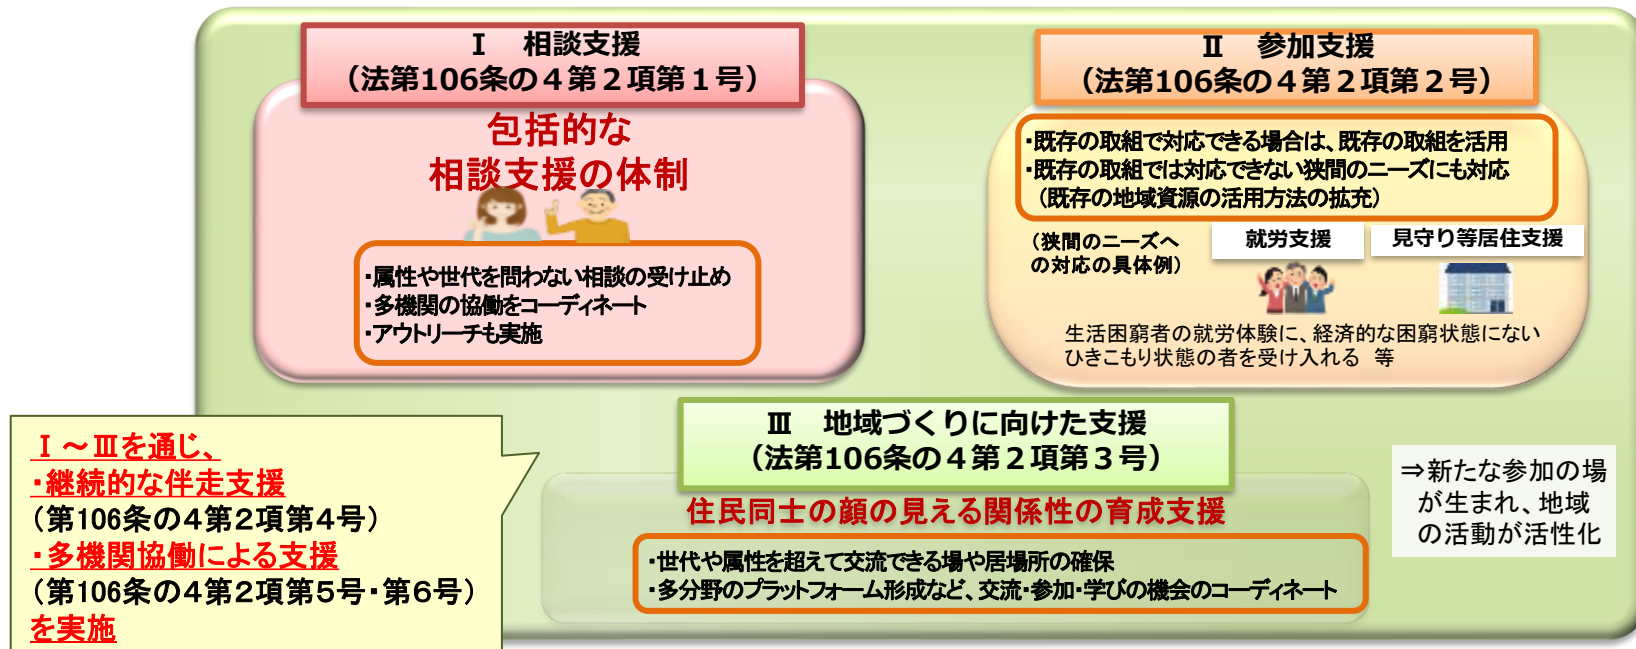 Ⅰ　相談支援
（法第106条の４第２項第１号）
包括的な
相談支援の体制
・属性や世代を問わない相談の受け止め
・多機関の協働をコーディネート
・アウトリーチも実施
Ⅱ　参加支援
（法第106条の４第２項第２号）
・既存の取組で対応できる場合は、既存の取組を活用
・既存の取組では対応できない狭間のニーズにも対応
（既存の地域資源の活用方法の拡充）
（狭間のニーズへ
の対応の具体例）
就労支援
見守り等居住支援
生活困窮者の就労体験に、経済的な困窮状態にない
ひきこもり状態の者を受け入れる　等
Ⅲ　地域づくりに向けた支援
（法第106条の４第２項第３号）
住民同士の顔の見える関係性の育成支援
・世代や属性を超えて交流できる場や居場所の確保
・多分野のプラットフォーム形成など、交流・参加・学びの機会のコーディネート
⇒新たな参加の場
が生まれ、地域
の活動が活性化
Ⅰ～Ⅲを通じ、
・継続的な伴走支援
（第106条の４第２項第４号）
・多機関協働による支援
（第106条の４第２項第５号・第６号）
を実施